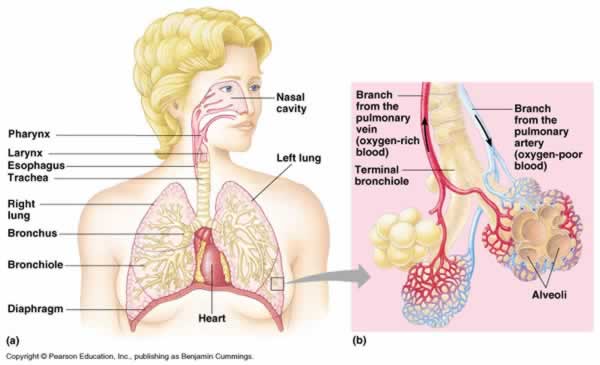 Nasal
cavity
Pharynx
Larynx
Esophagus
Trachea
Left lung
Right
lung
Bronchus
Bronchiole
Diaphragm
Heart
(a)
Branch
from the
pulmonary
vein
(oxygen-rich
blood)
Terminal
bronchiole
Branch
from the
pulmonary
artery
(oxygen-poor
blood)
Alveoli
(b)
Copyright © Pearson Education, Inc., publishing as Benjamin Cummings.